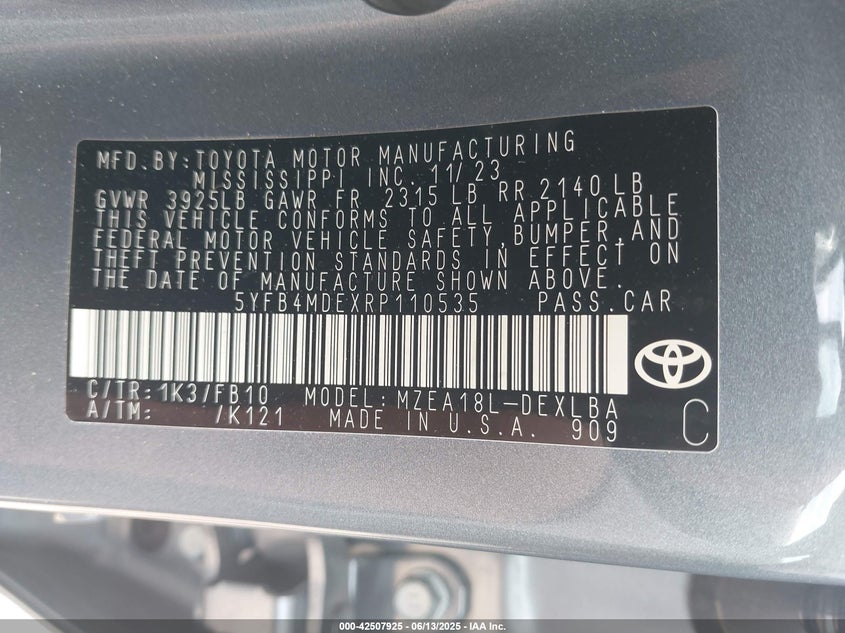 MFD. BY: TOYOTA MOTOR MANUFACTURING
MISSISSIPPI INC. 11/23
GVWR 3925LB GAWR FR 2315 LB RR 2140 LB
THIS VEHICLE CONFORMS TO ALL APPLICABLE
FEDERAL MOTOR VEHICLE SAFETY, BUMPER, AND
THEFT PREVENTION STANDARDS IN EFFECT ON
THE DATE OF MANUFACTURE SHOWN ABOVE.
5YFB4MDEXRP110535 PASS. CAR
C/TR: 1K3/FB10 MODEL: MZEA18L-DEXLBA
A/TM: /K121 MADE IN U.S.A. 909
C
000-42507925 - 06/13/2025 - IAA Inc.